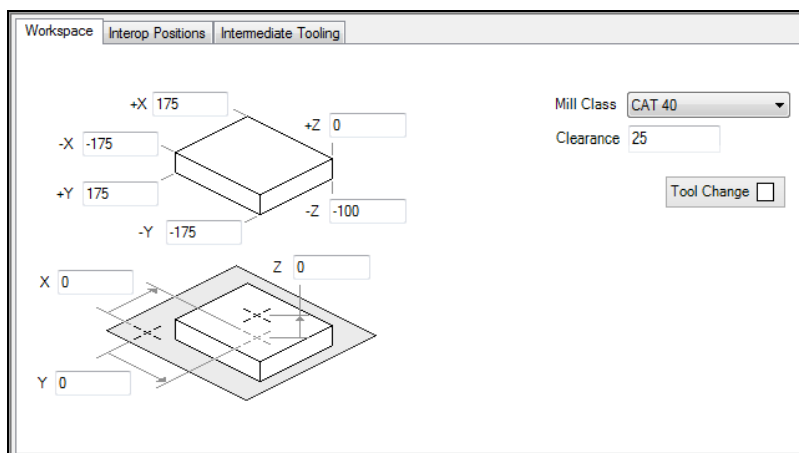 Workspace Interop Positions Intermediate Tooling
+X 175
Mill Class CAT 40
+Z 0
-X -175
Clearance 25
+Y 175
Tool Change
-Z -100
-Y -175
Z 0
X 0
Y 0